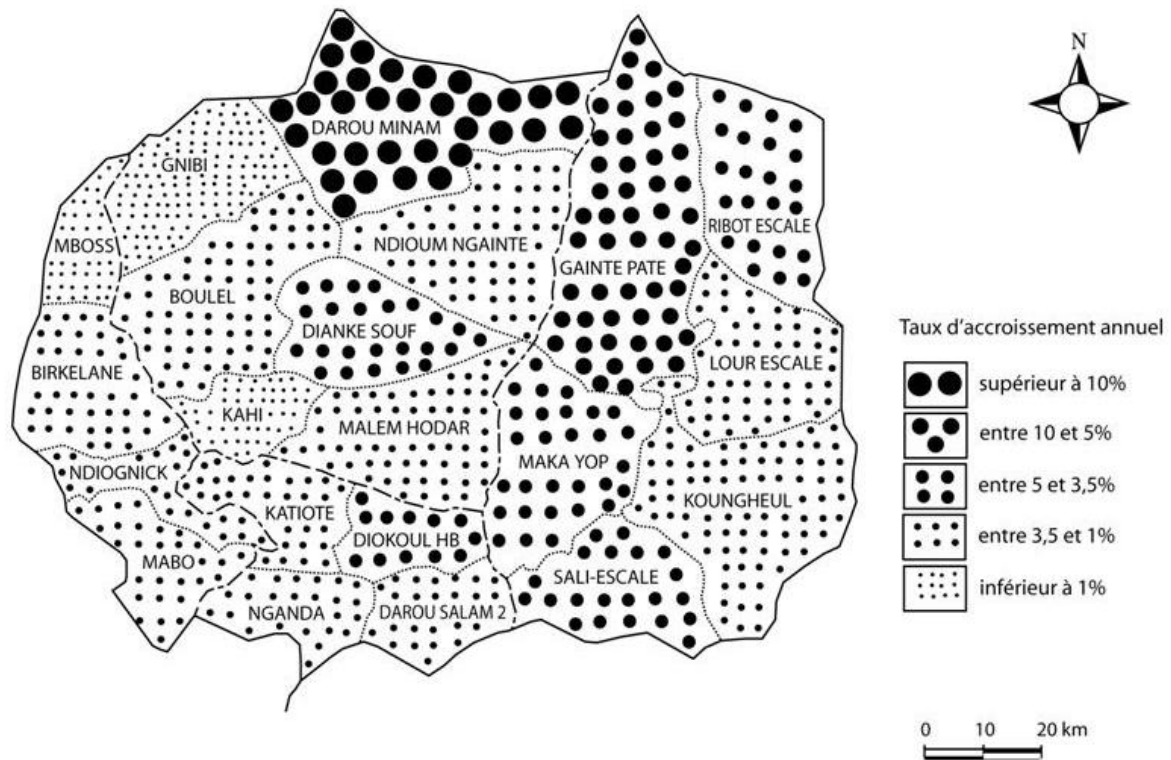 N
DAROU MINAM
GNIBI
MBOSS
NDIOUM NGAINTE
RIBOT ESCALE
GAINTE PATE
BOULEL
DIANKE SOUF
BIRKELANE
LOUR ESCALE
KAHI
MALEM HODAR
MAKA YOP
NDIOGNICK
KOUNGHEUL
KATIOTE
DIOKOUL HB
MABO
SALI-ESCALE
NGANDA
DAROU SALAM 2
Taux d'accroissement annuel
supérieur à 10%
entre 10 et 5%
entre 5 et 3,5%
entre 3,5 et 1%
inférieur à 1%
0 10 20 km